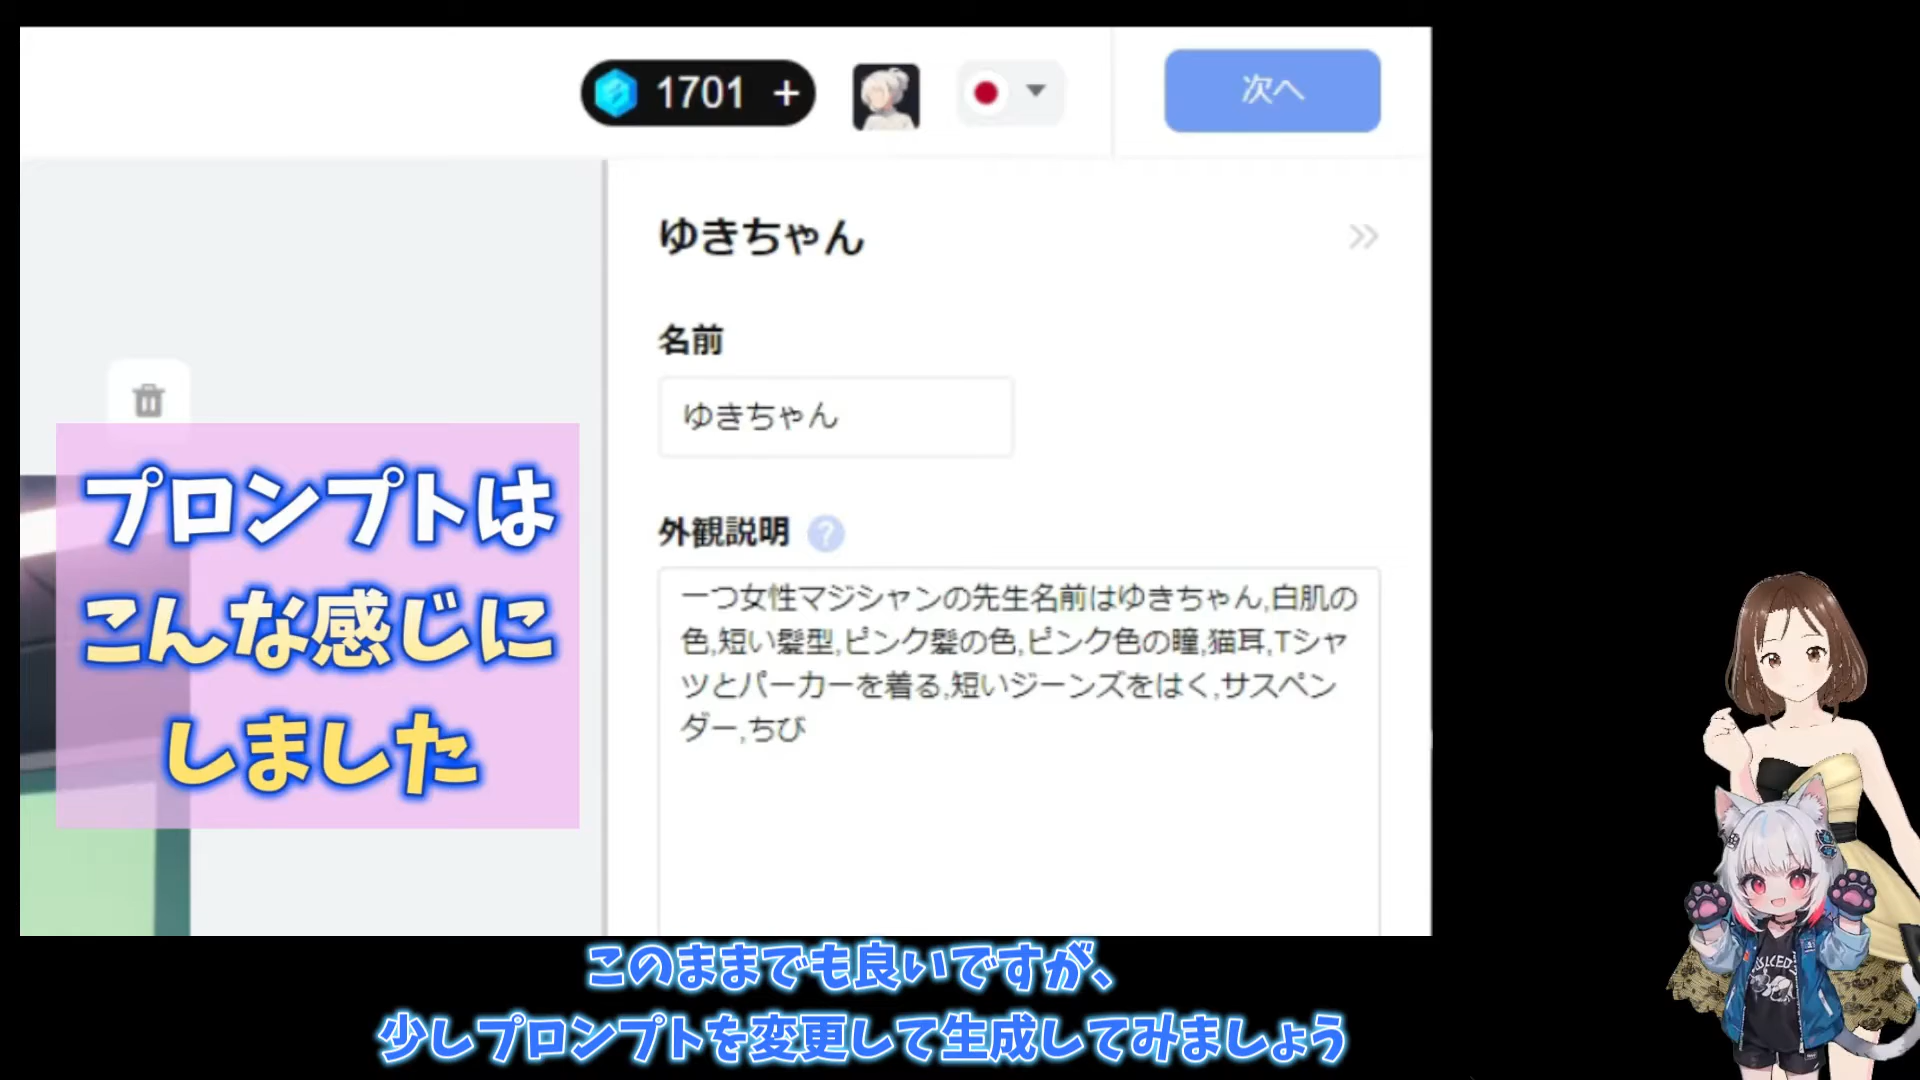 1701 +
次へ
ゆきちゃん
名前
ゆきちゃん
外観説明 ?
一つ女性マジシャンの先生名前はゆきちゃん,白肌の
色,短い髪型,ピンク髪の色,ピンク色の瞳,猫耳,Tシャ
ツとパーカーを着る,短いジーンズをはく,サスペン
ダー,ちび
プロンプトは
こんな感じに
しました
このままでも良いですが、
少しプロンプトを変更して生成してみましょう